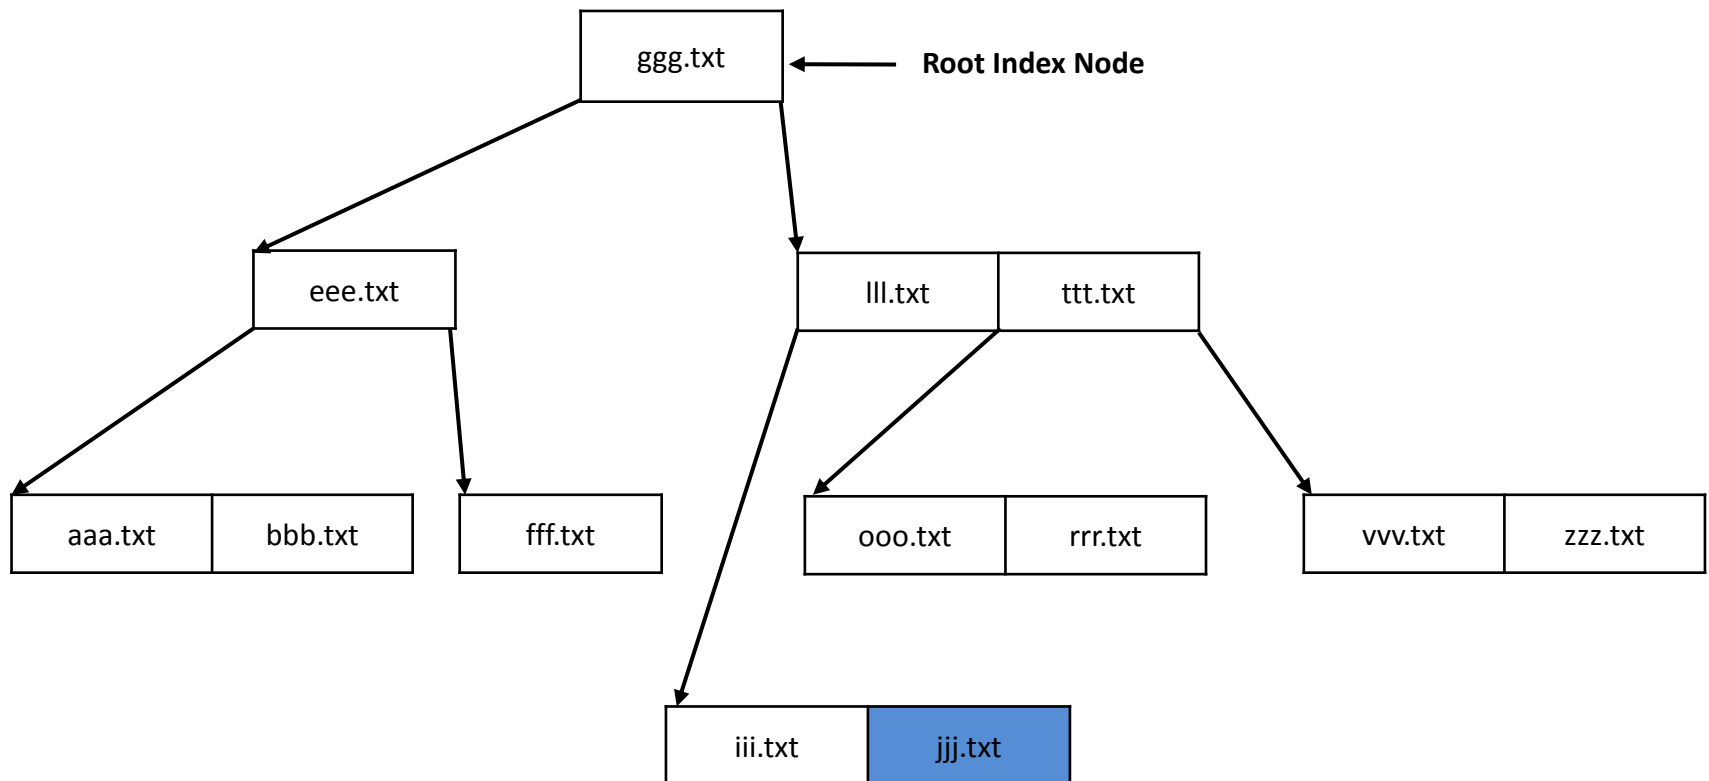 ggg.txt
Root Index Node
eee.txt
lll.txt
ttt.txt
aaa.txt
bbb.txt
fff.txt
ooo.txt
rrr.txt
vvv.txt
zzz.txt
iii.txt
jjj.txt